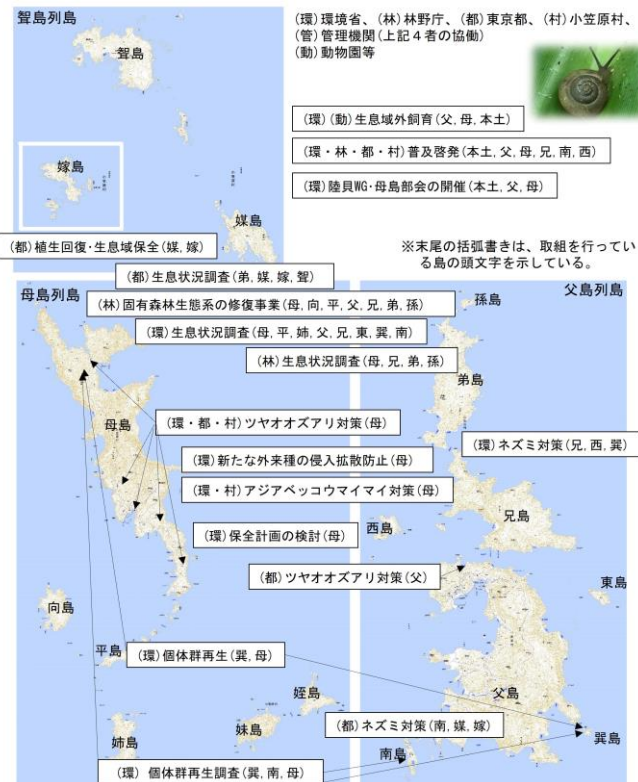 聟島列島
(環)環境省、(林)林野庁、(都)東京都、(村)小笠原村、
(管)管理機関(上記4者の協働)
(動)動物園等
聟島
(環)(動)生息域外飼育(父,母,本土)
(環・林・都・村)普及啓発(本土,父,母,兄,南,西)
嫁島
(環)陸貝WG・母島部会の開催(本土,父,母)
媒島
(都)植生回復・生息域保全(媒,嫁)
※末尾の括弧書きは、取組を行ってい
る島の頭文字を示している。
(都)生息状況調査(弟,媒,嫁,聟)
母島列島
父島列島
(林)固有森林生態系の修復事業(母,向,平,父,兄,弟,孫)
孫島
(環)生息状況調査(母,平,姉,父,兄,東,巽,南)
(林)生息状況調査(母,兄,弟,孫)
弟島
母島
(環・都・村)ツヤオオズアリ対策(母)
(環)ネズミ対策(兄,西,巽)
(環)新たな外来種の侵入拡散防止(母)
(環・村)アジアベッコウマイマイ対策(母)
兄島
西島
(環)保全計画の検討(母)
(都)ツヤオオズアリ対策(父)
東島
向島
平島
(環)個体群再生(巽,母)
姪島
父島
(都)ネズミ対策(南,媒,嫁)
妹島
姉島
南島
巽島
(環) 個体群再生調査(巽,南,母)